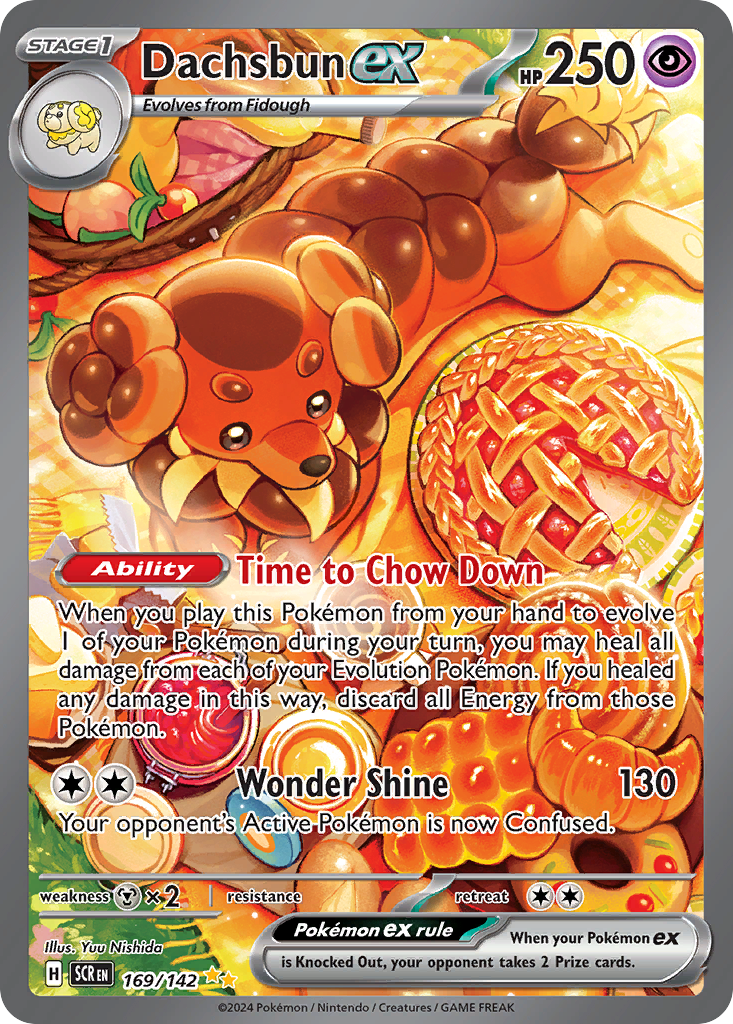 STAGE 1
Dachsbun ex
HP 250
Evolves from Fidough
Ability Time to Chow Down
When you play this Pokémon from your hand to evolve
1 of your Pokémon during your turn, you may heal all
damage from each of your Evolution Pokémon. If you healed
any damage in this way, discard all Energy from those
Pokémon.
Wonder Shine 130
Your opponent's Active Pokémon is now Confused.
weakness ×2 resistance retreat
Illus. Yuu Nishida
Pokémon ex rule
When your Pokémon ex
is Knocked Out, your opponent takes 2 Prize cards.
H SCR EN 169/142
©2024 Pokémon / Nintendo / Creatures / GAME FREAK